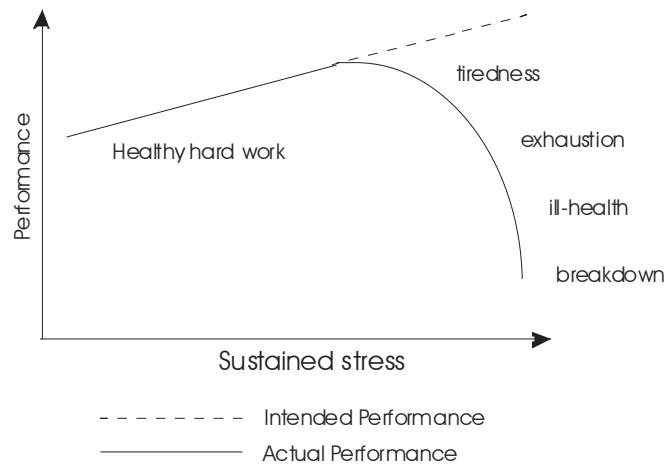 tiredness
exhaustion
Healthy hard work
Performance
ill-health
breakdown
Sustained stress
Intended Performance
Actual Performance